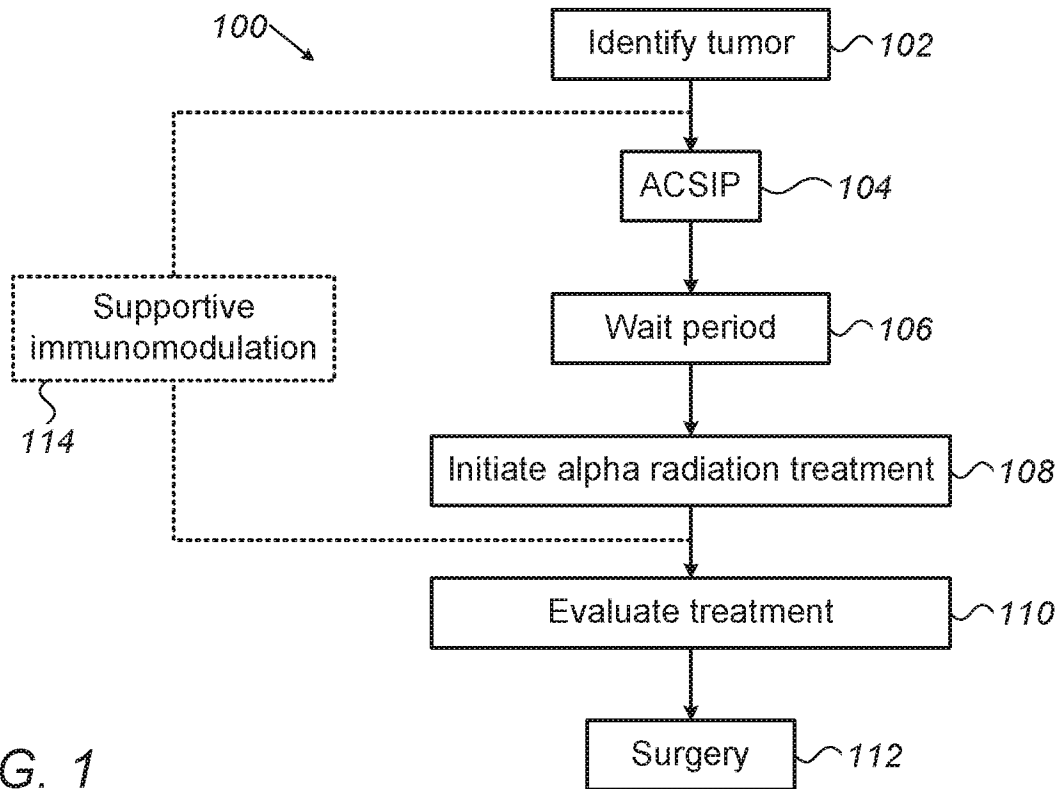 100
Identify tumor
102
ACSIP
104
Wait period
106
Supportive
immunomodulation
114
Initiate alpha radiation treatment
108
Evaluate treatment
110
Surgery
112
G. 1